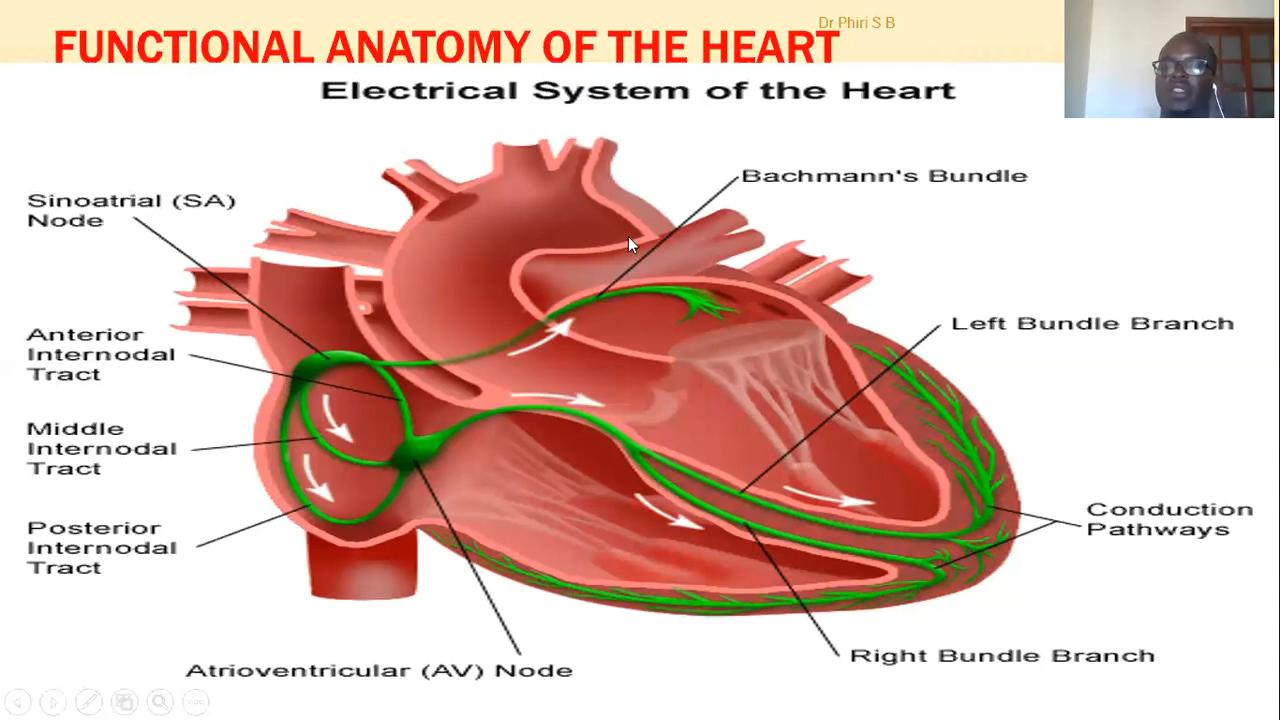 Dr Phiri S B
FUNCTIONAL ANATOMY OF THE HEART
Electrical System of the Heart
Bachmann's Bundle
Sinoatrial (SA)
Node
Left Bundle Branch
Anterior
Internodal
Tract
Middle
Internodal
Tract
Conduction
Pathways
Posterior
Internodal
Tract
Right Bundle Branch
Atrioventricular (AV) Node